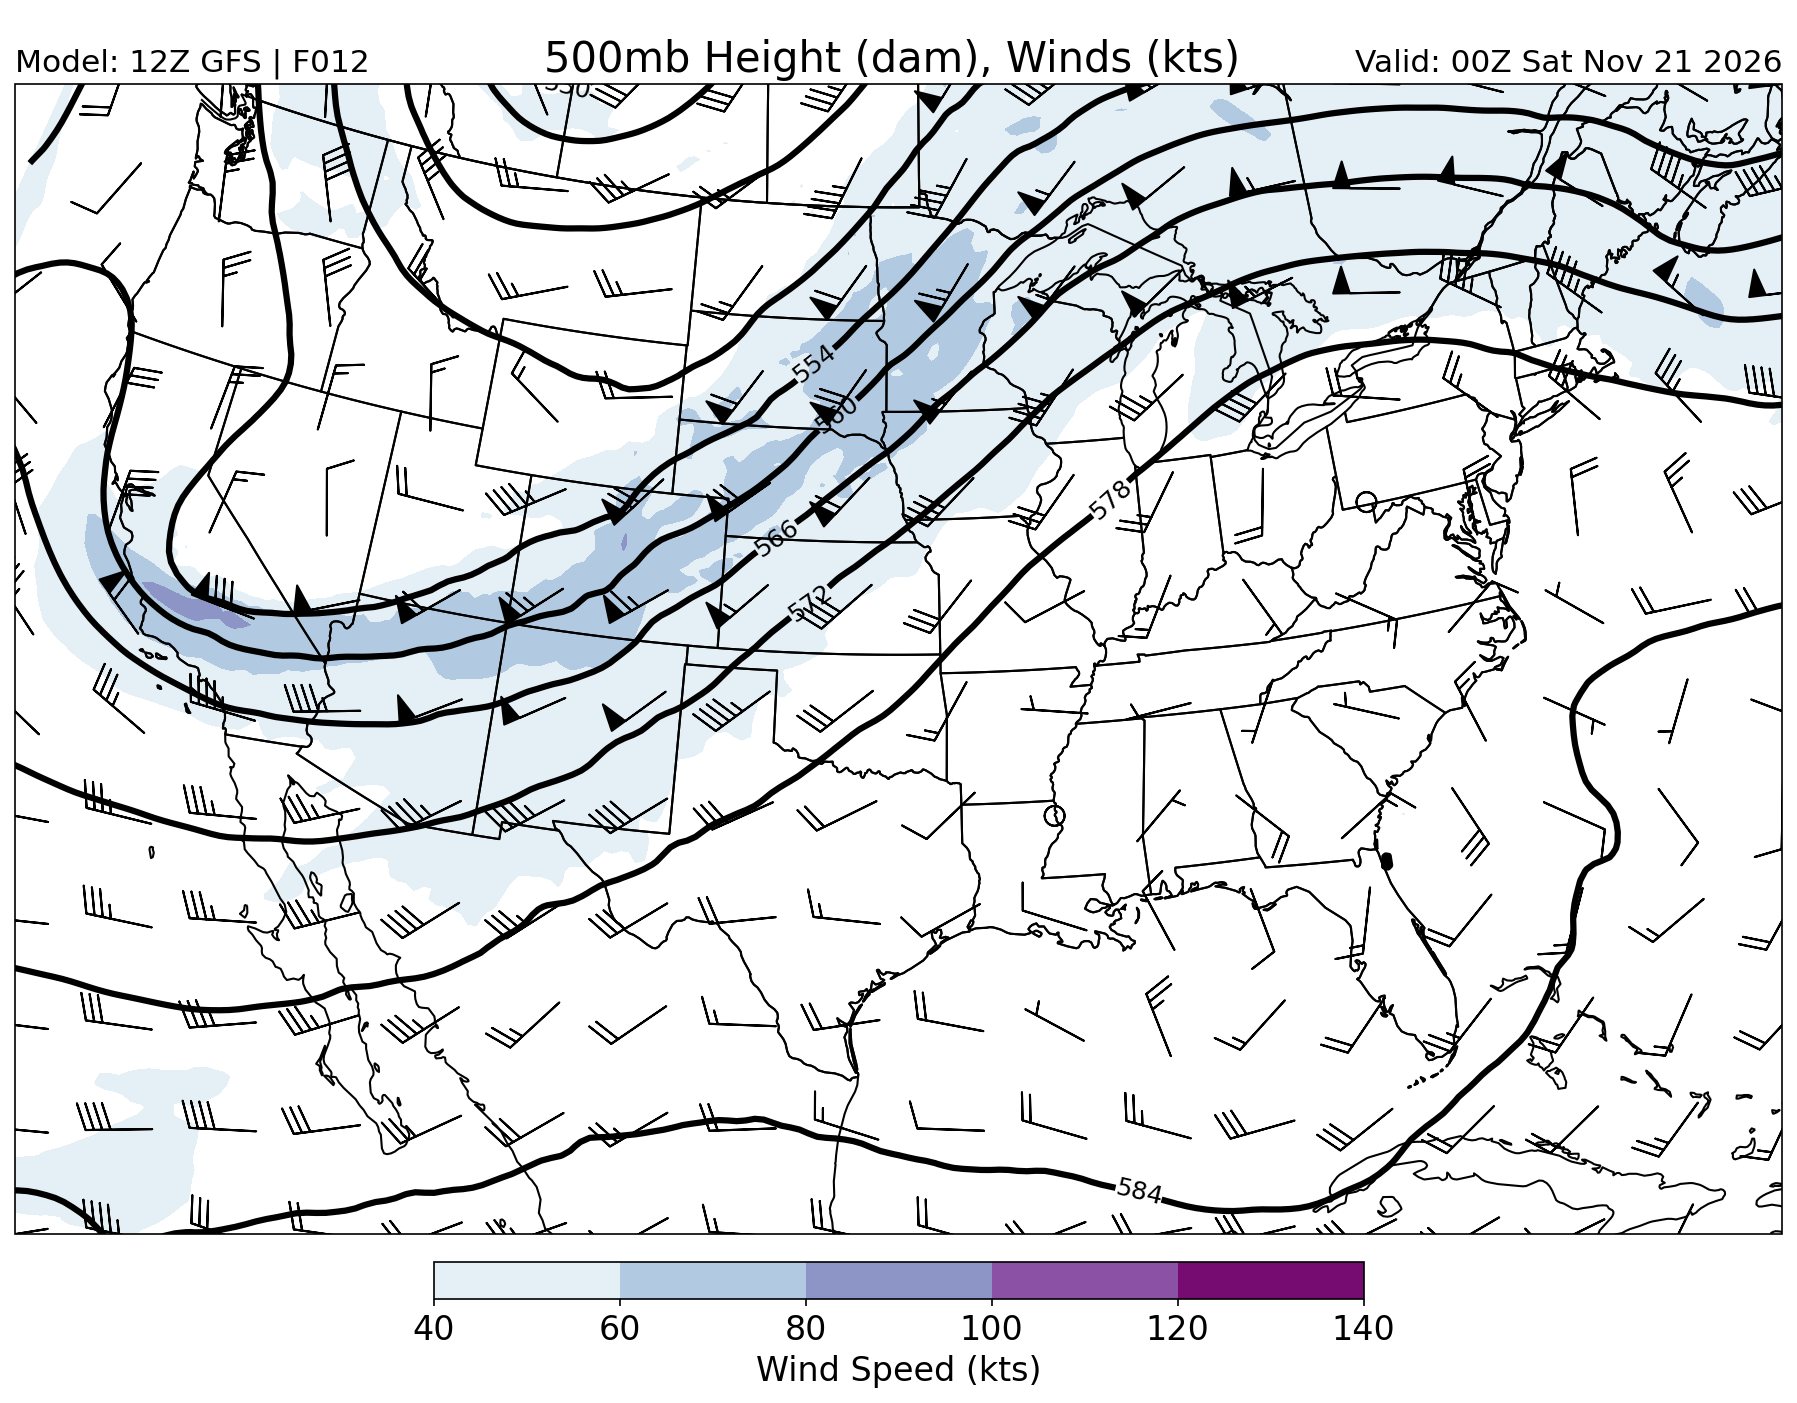 Model: 12Z GFS | F012
500mb Height (dam), Winds (kts)
Valid: 00Z Sat Nov 21 2026
554
560
566
572
578
584
40 60 80 100 120 140
Wind Speed (kts)